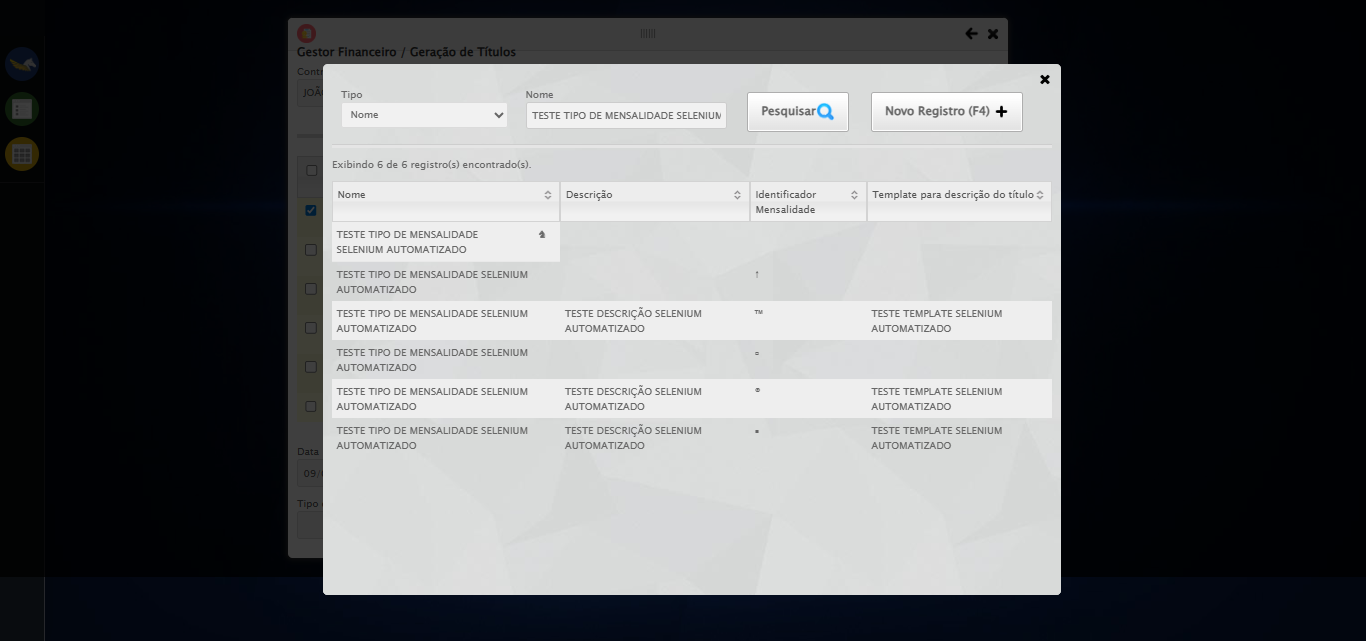 Gestor Financeiro / Geração de Títulos
Tipo
Nome
Nome
TESTE TIPO DE MENSALIDADE SELENIUM
Pesquisar
Novo Registro (F4)
Exibindo 6 de 6 registro(s) encontrado(s).
Nome
Descrição
Identificador
Mensalidade
Template para descrição do título
TESTE TIPO DE MENSALIDADE
SELENIUM AUTOMATIZADO
♞
TESTE TIPO DE MENSALIDADE SELENIUM
AUTOMATIZADO
↑
TESTE TIPO DE MENSALIDADE SELENIUM
AUTOMATIZADO
TESTE DESCRIÇÃO SELENIUM
AUTOMATIZADO
™
TESTE TEMPLATE SELENIUM
AUTOMATIZADO
TESTE TIPO DE MENSALIDADE SELENIUM
AUTOMATIZADO
TESTE TIPO DE MENSALIDADE SELENIUM
AUTOMATIZADO
TESTE DESCRIÇÃO SELENIUM
AUTOMATIZADO
TESTE TEMPLATE SELENIUM
AUTOMATIZADO
TESTE TIPO DE MENSALIDADE SELENIUM
AUTOMATIZADO
TESTE DESCRIÇÃO SELENIUM
AUTOMATIZADO
TESTE TEMPLATE SELENIUM
AUTOMATIZADO
Data
09/
Tipo